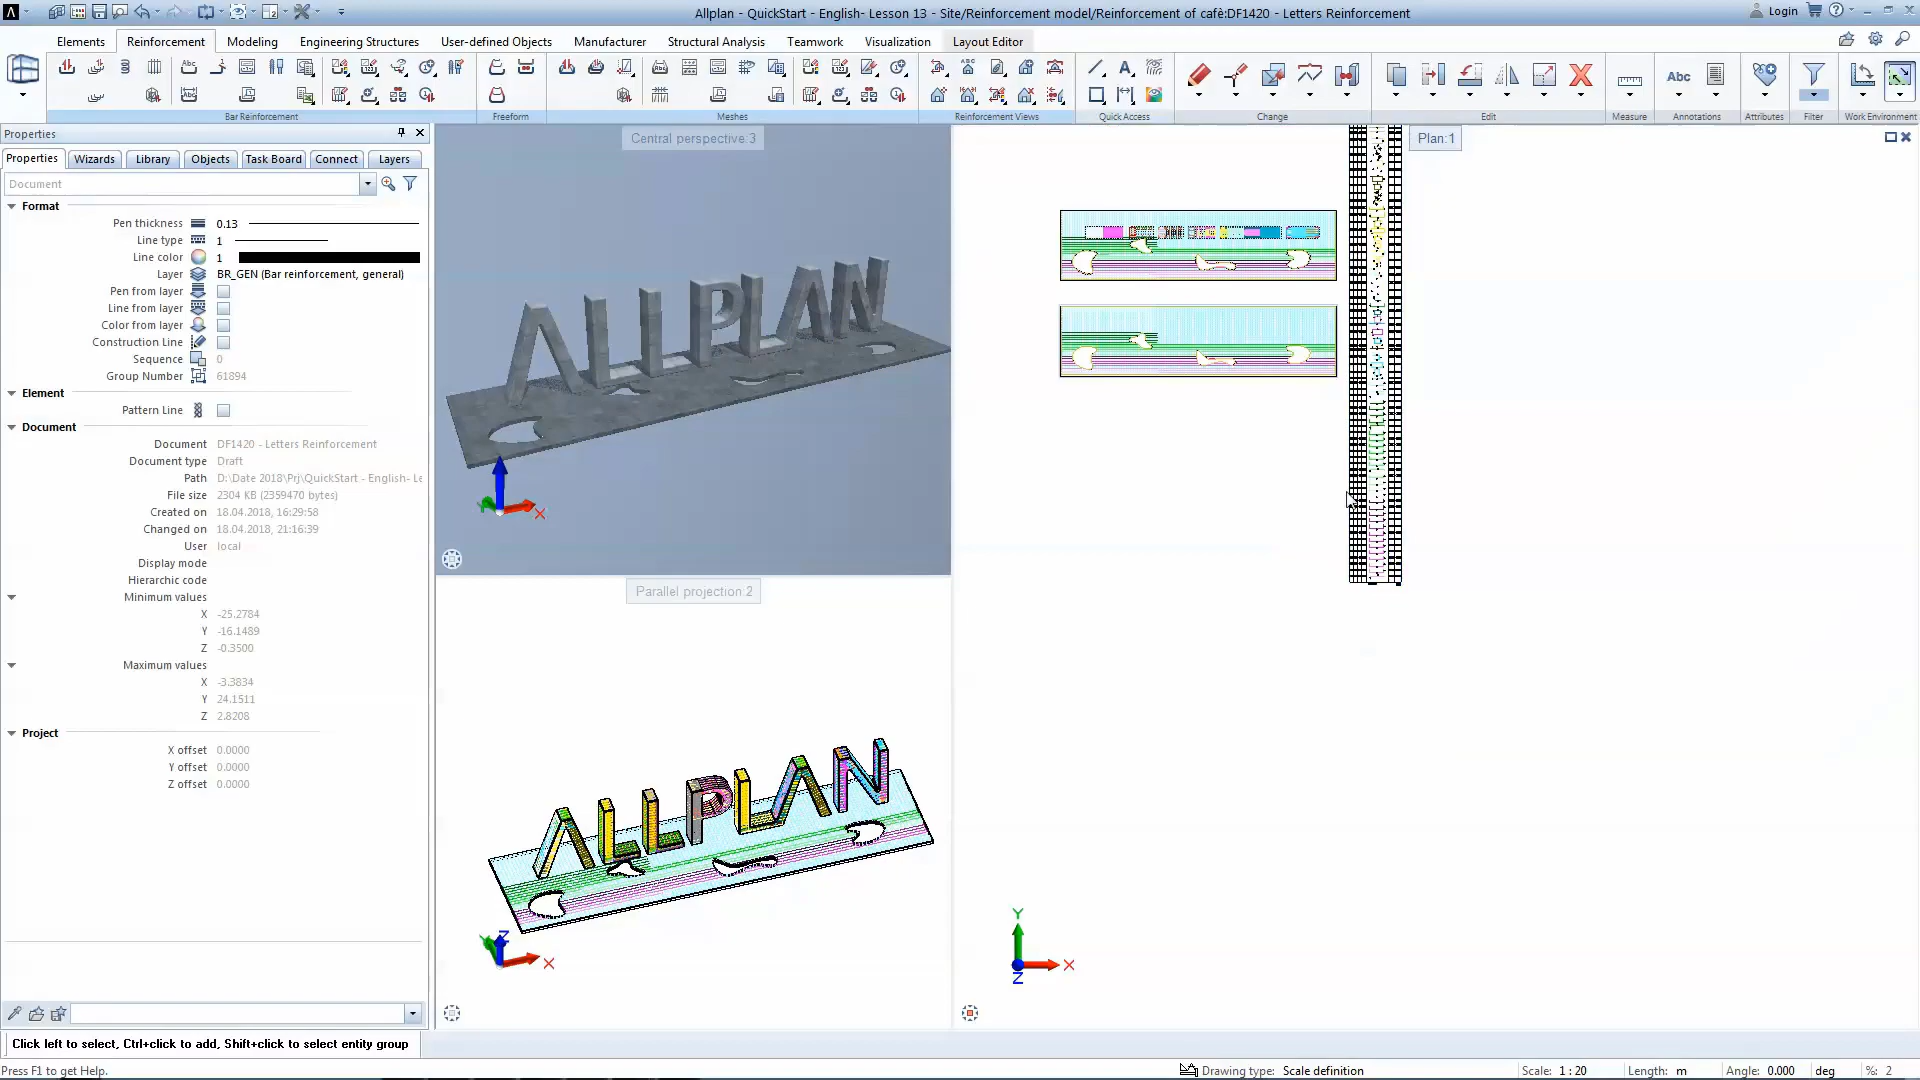 Allplan - QuickStart - English- Lesson 13 - Site/Reinforcement model/Reinforcement of cafè:DF1420 - Letters Reinforcement
Login
Elements Reinforcement Modeling Engineering Structures User-defined Objects Manufacturer Structural Analysis Teamwork Visualization Layout Editor
Bar Reinforcement Freeform Meshes Reinforcement Views Quick Access Change Edit Measure Annotations Attributes Filter Work Environment
Abc
Properties
Properties Wizards Library Objects Task Board Connect Layers
Document
Format
Pen thickness 0.13
Line type 1
Line color 1
Layer BR_GEN (Bar reinforcement, general)
Pen from layer
Line from layer
Color from layer
Construction Line
Sequence 0
Group Number 61894
Element
Pattern Line
Document
Document DF1420 - Letters Reinforcement
Document type Draft
Path D:\Date 2018\Prj\QuickStart - English- Le
File size 2304 KB (2359470 bytes)
Created on 18.04.2018, 16:29:58
Changed on 18.04.2018, 21:16:39
User local
Display mode
Hierarchic code
Minimum values
X -25.2784
Y -16.1489
Z -0.3500
Maximum values
X -3.3834
Y 24.1511
Z 2.8208
Project
X offset 0.0000
Y offset 0.0000
Z offset 0.0000
Central perspective:3
ALLPLAN
X
Parallel projection:2
ALLPLAN
Z
X
Plan:1
Y
X
Z
Click left to select, Ctrl+click to add, Shift+click to select entity group
Press F1 to get Help.
Drawing type: Scale definition Scale: 1 : 20 Length: m Angle: 0.000 deg %: 2